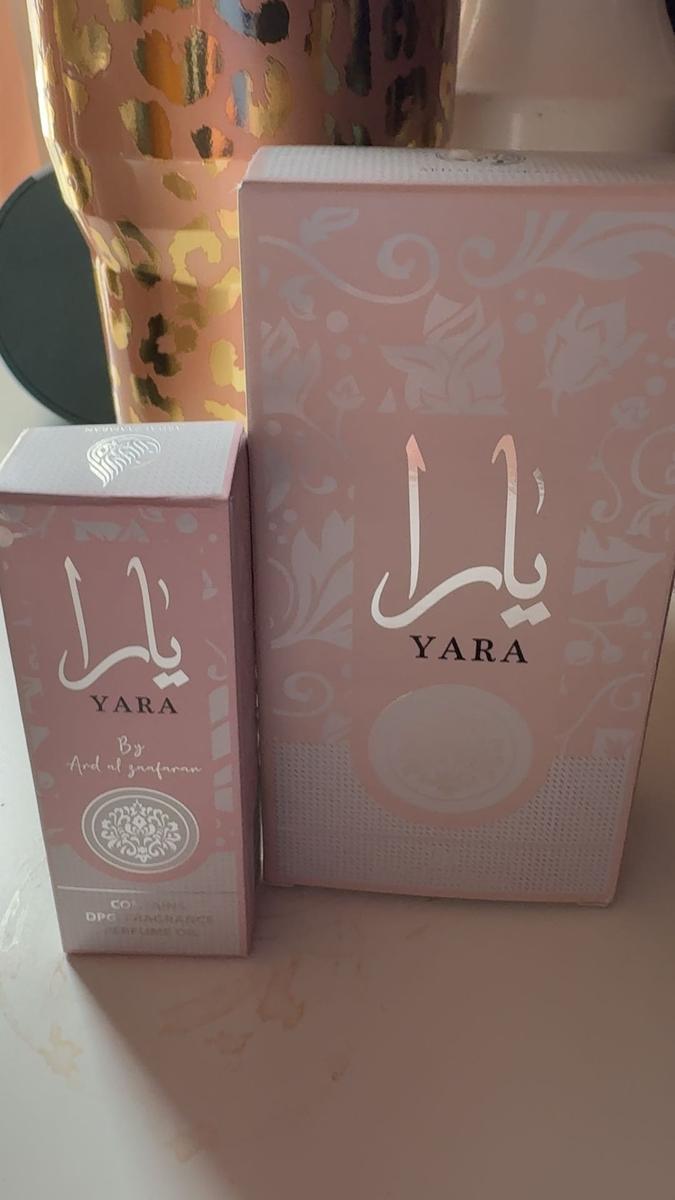 يارا
YARA
By
Ard al zaafaran
CONTAINS
DPG, FRAGRANCE
PERFUME OIL
يارا
YARA